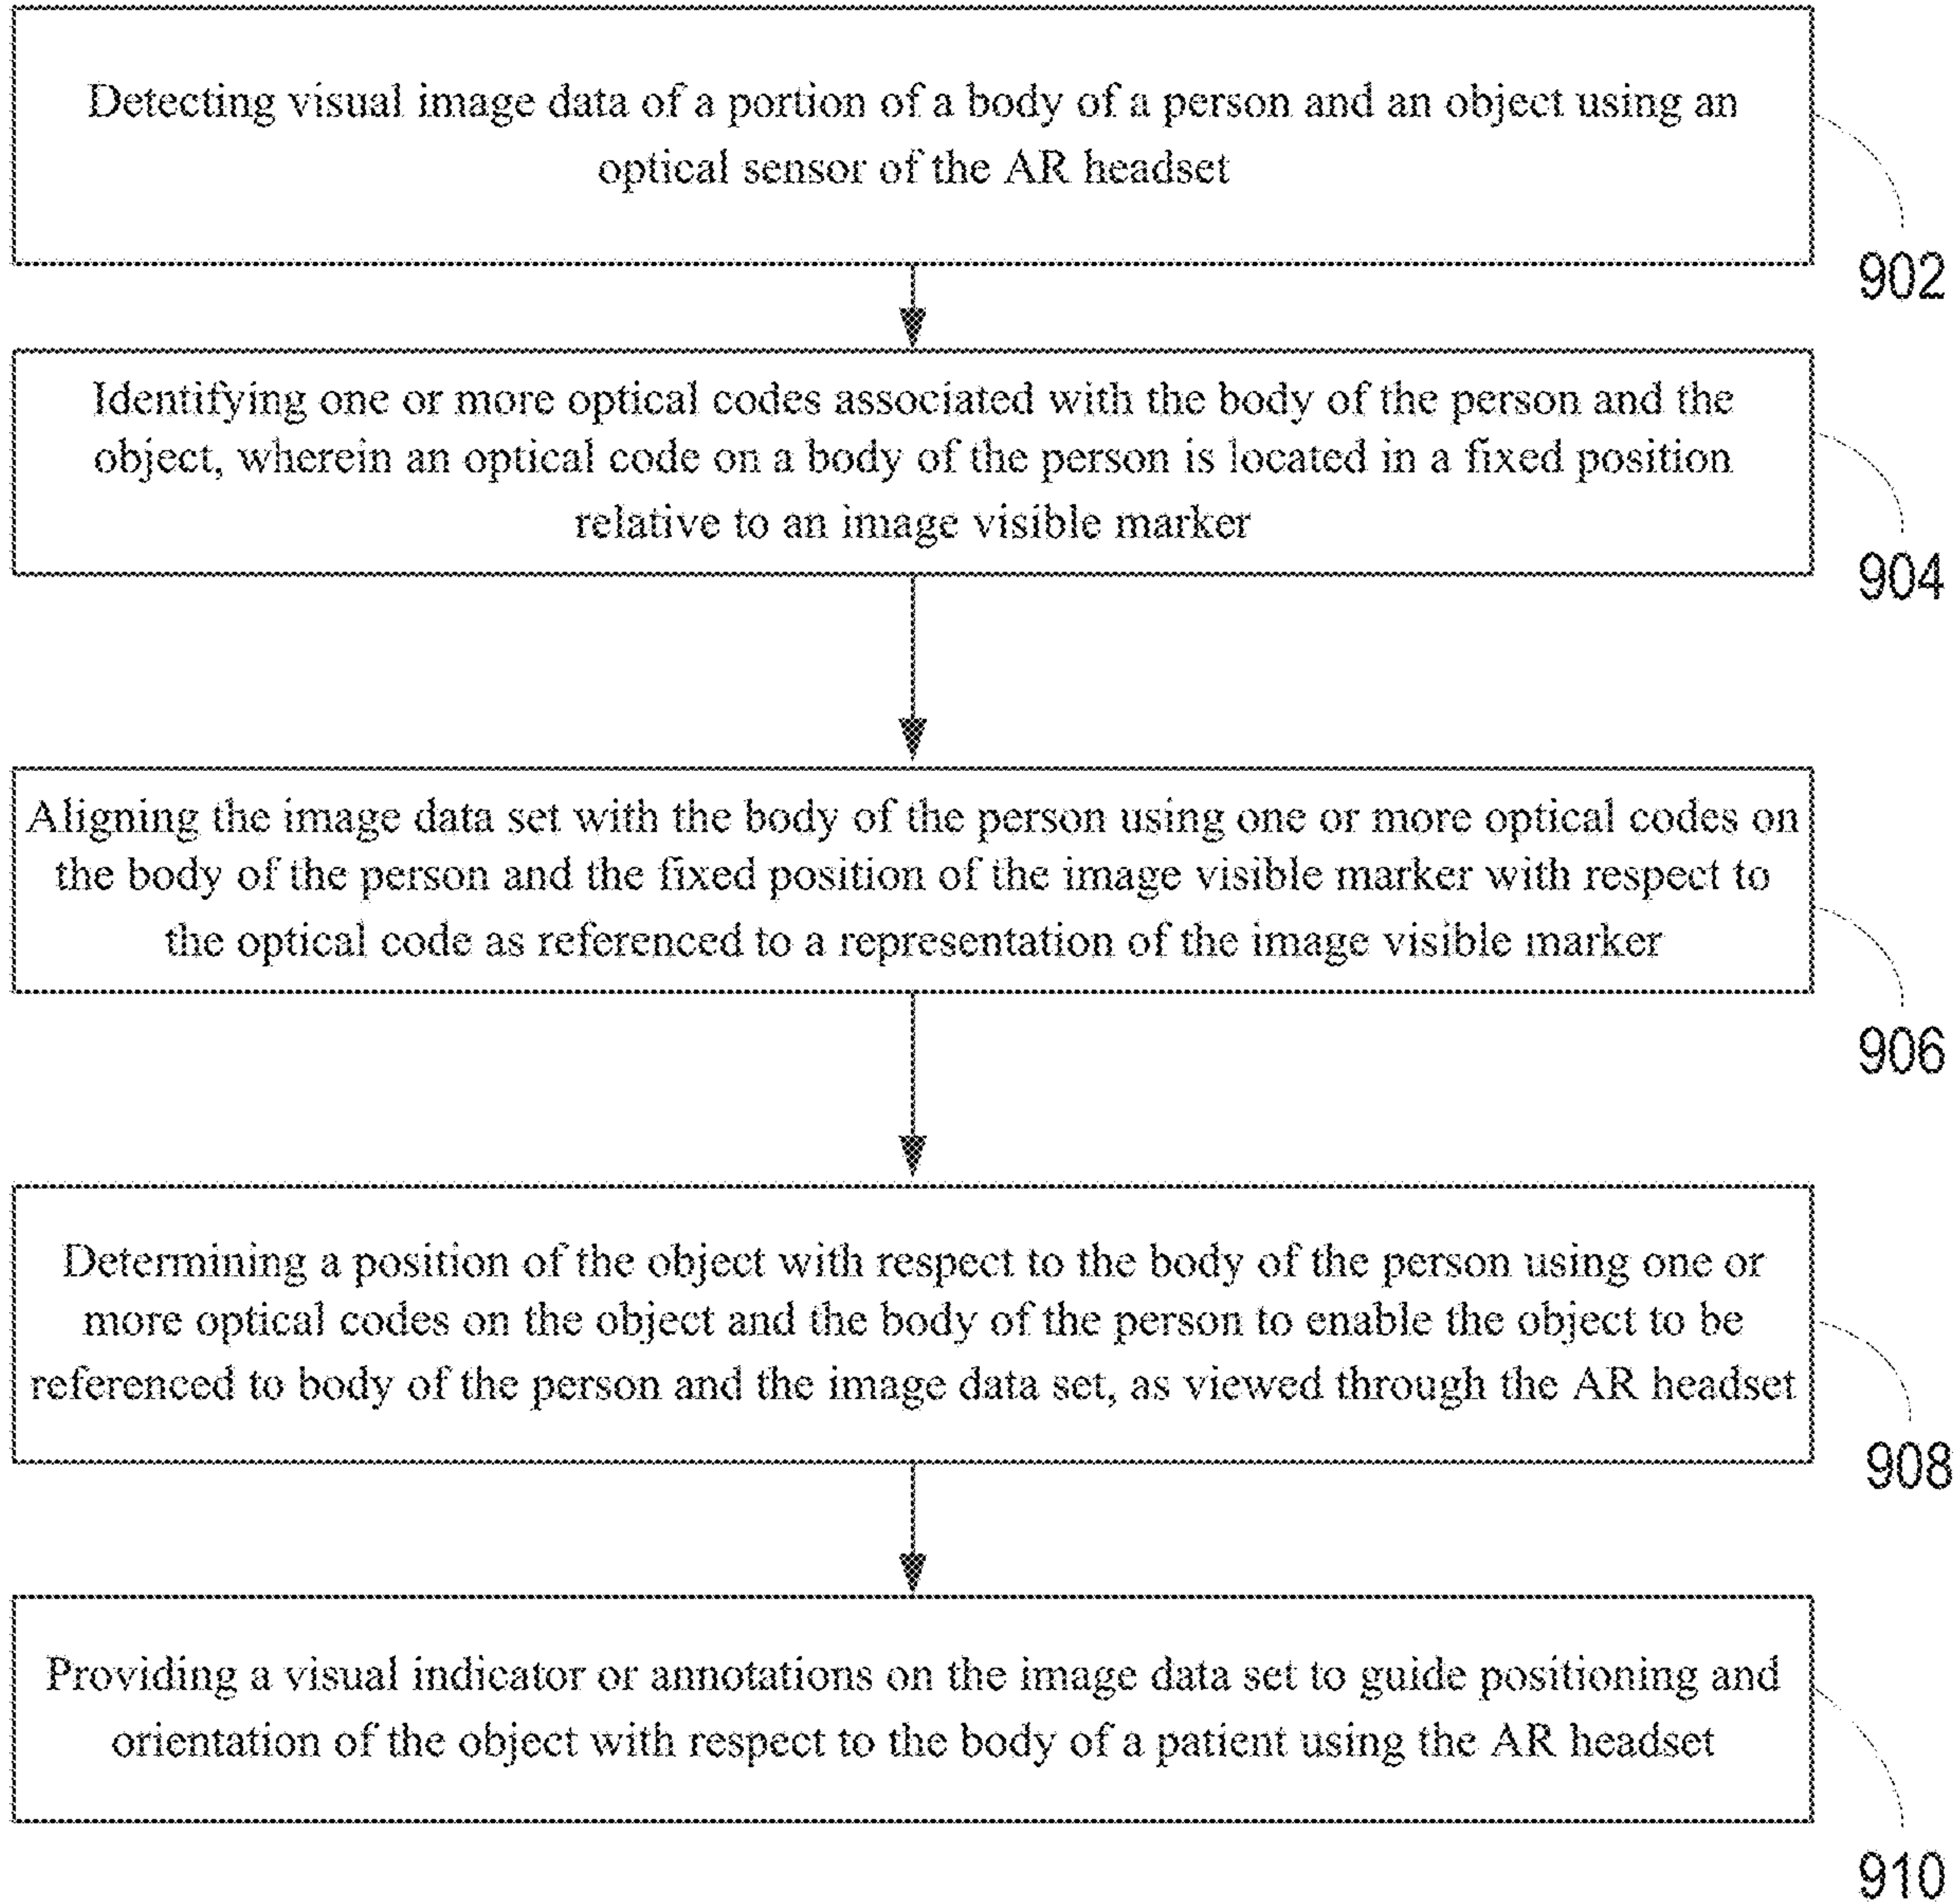 Detecting visual image data of a portion of a body of a person and an object using an
optical sensor of the AR headset
902
Identifying one or more optical codes associated with the body of the person and the
object, wherein an optical code on a body of the person is located in a fixed position
relative to an image visible marker
904
Aligning the image data set with the body of the person using one or more optical codes on
the body of the person and the fixed position of the image visible marker with respect to
the optical code as referenced to a representation of the image visible marker
906
Determining a position of the object with respect to the body of the person using one or
more optical codes on the object and the body of the person to enable the object to be
referenced to body of the person and the image data set, as viewed through the AR headset
908
Providing a visual indicator or annotations on the image data set to guide positioning and
orientation of the object with respect to the body of a patient using the AR headset
910